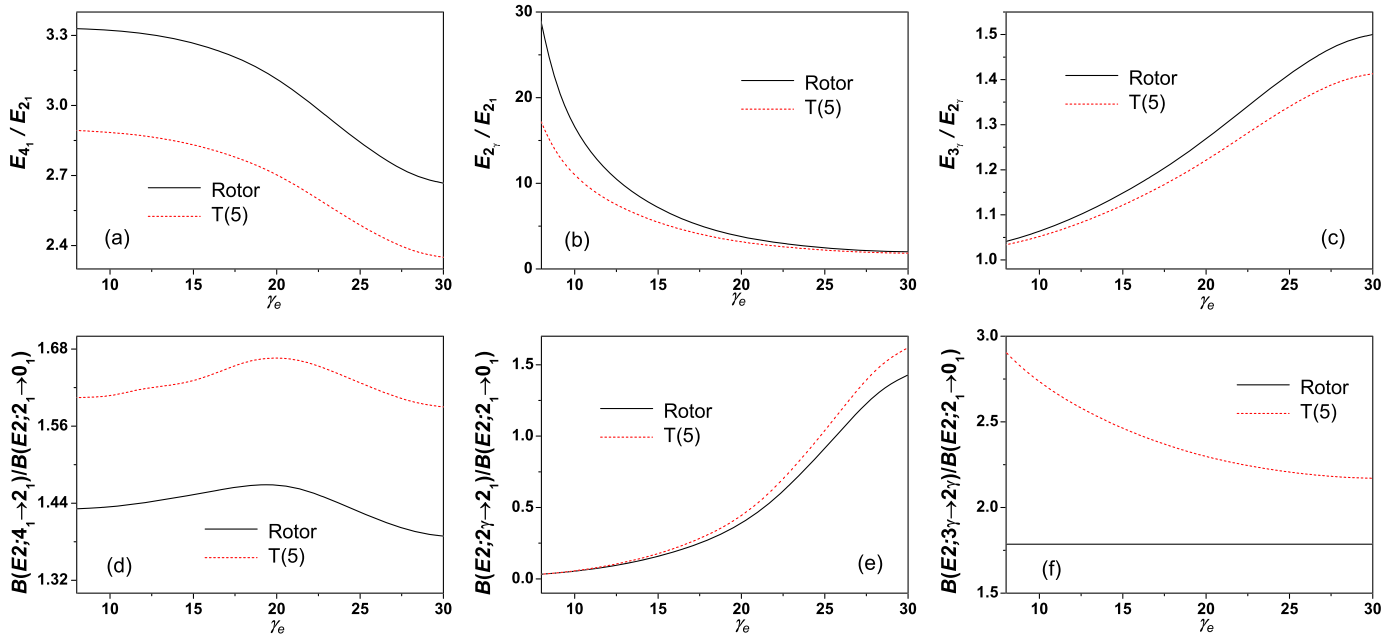 E4₁ / E2₁
3.3
3.0
2.7
2.4
Rotor
T(5)
(a)
10 15 20 25 30
γe
E2γ / E2₁
30
20
10
0
Rotor
T(5)
(b)
10 15 20 25 30
γe
E3γ / E2γ
1.5
1.4
1.3
1.2
1.1
1.0
Rotor
T(5)
(c)
10 15 20 25 30
γe
B(E2;4₁→2₁)/B(E2;2₁→0₁)
1.68
1.56
1.44
1.32
Rotor
T(5)
(d)
10 15 20 25 30
γe
B(E2;2γ→2₁)/B(E2;2₁→0₁)
1.5
1.0
0.5
0.0
Rotor
T(5)
(e)
10 15 20 25 30
γe
B(E2;3γ→2γ)/B(E2;2₁→0₁)
3.0
2.5
2.0
1.5
Rotor
T(5)
(f)
10 15 20 25 30
γe